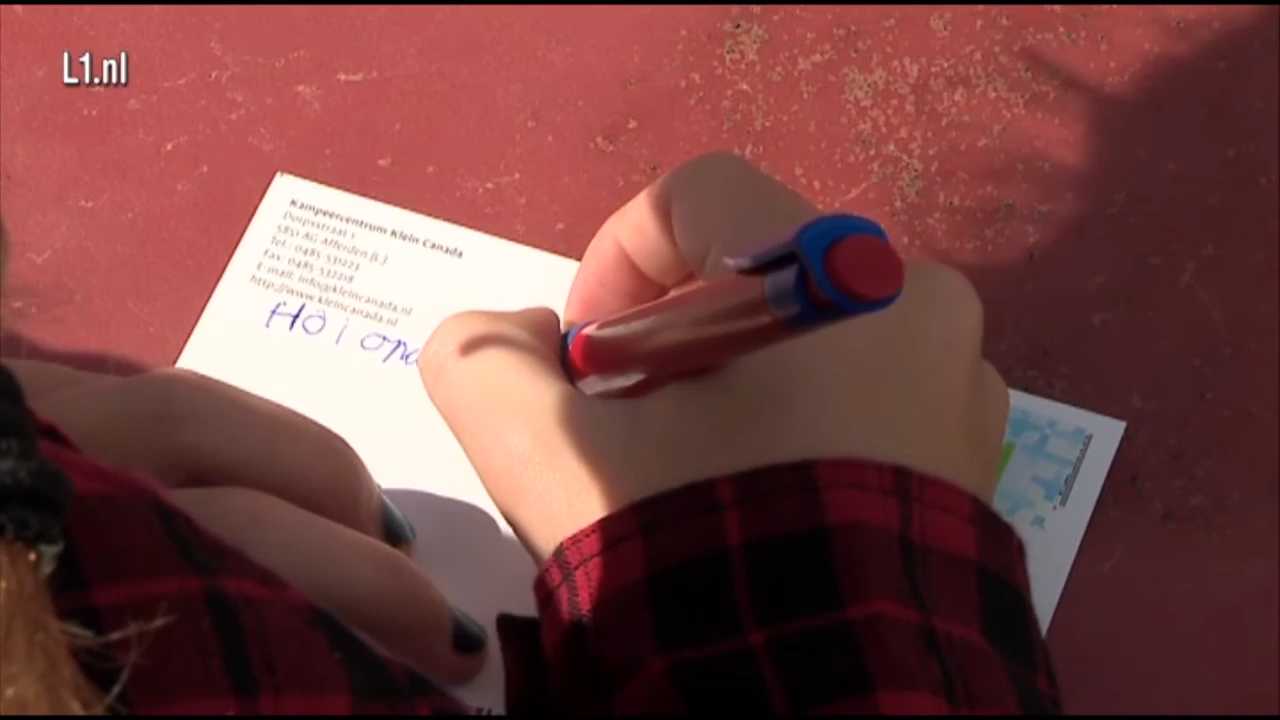 L1.nl
Kampeercentrum Klein Canada
Dorpsstraat 1
5851 AG Afferden (L.)
Tel.: 0485-531223
Fax: 0485-532218
E-mail: info@kleincanada.nl
http://www.kleincanada.nl
Hoi opa